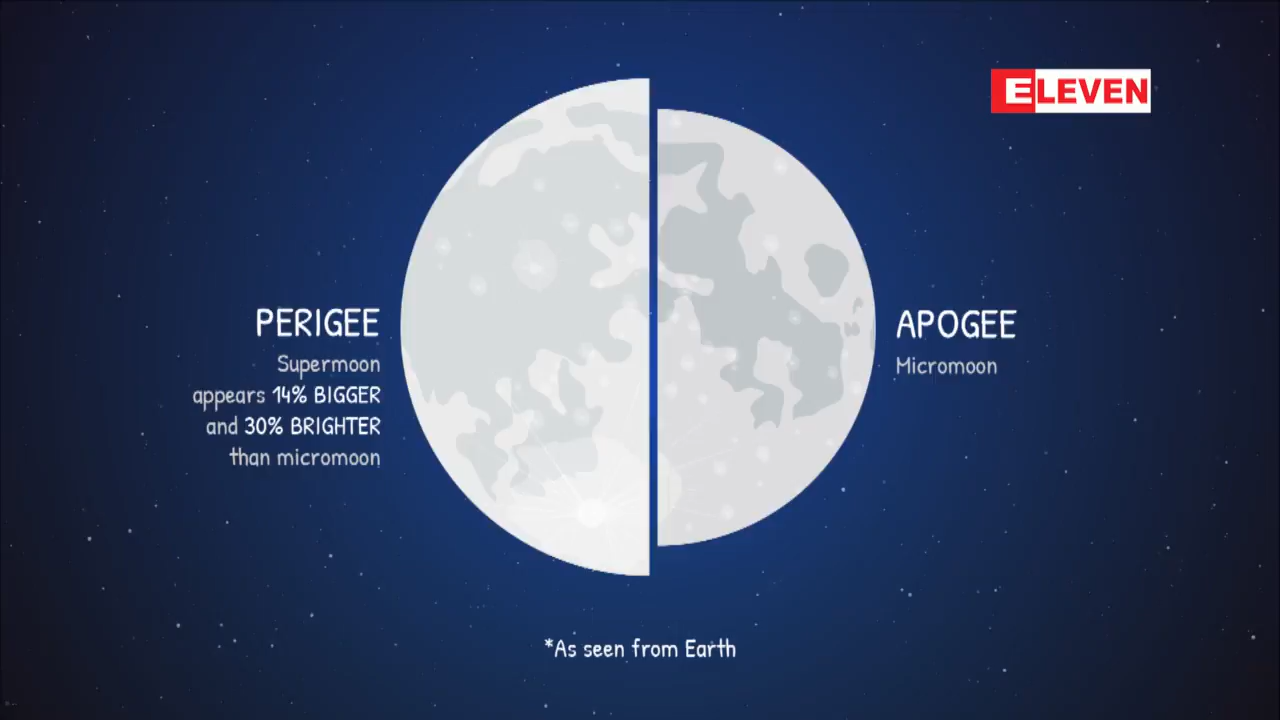 ELEVEN
PERIGEE
Supermoon
appears 14% BIGGER
and 30% BRIGHTER
than micromoon
APOGEE
Micromoon
*As seen from Earth